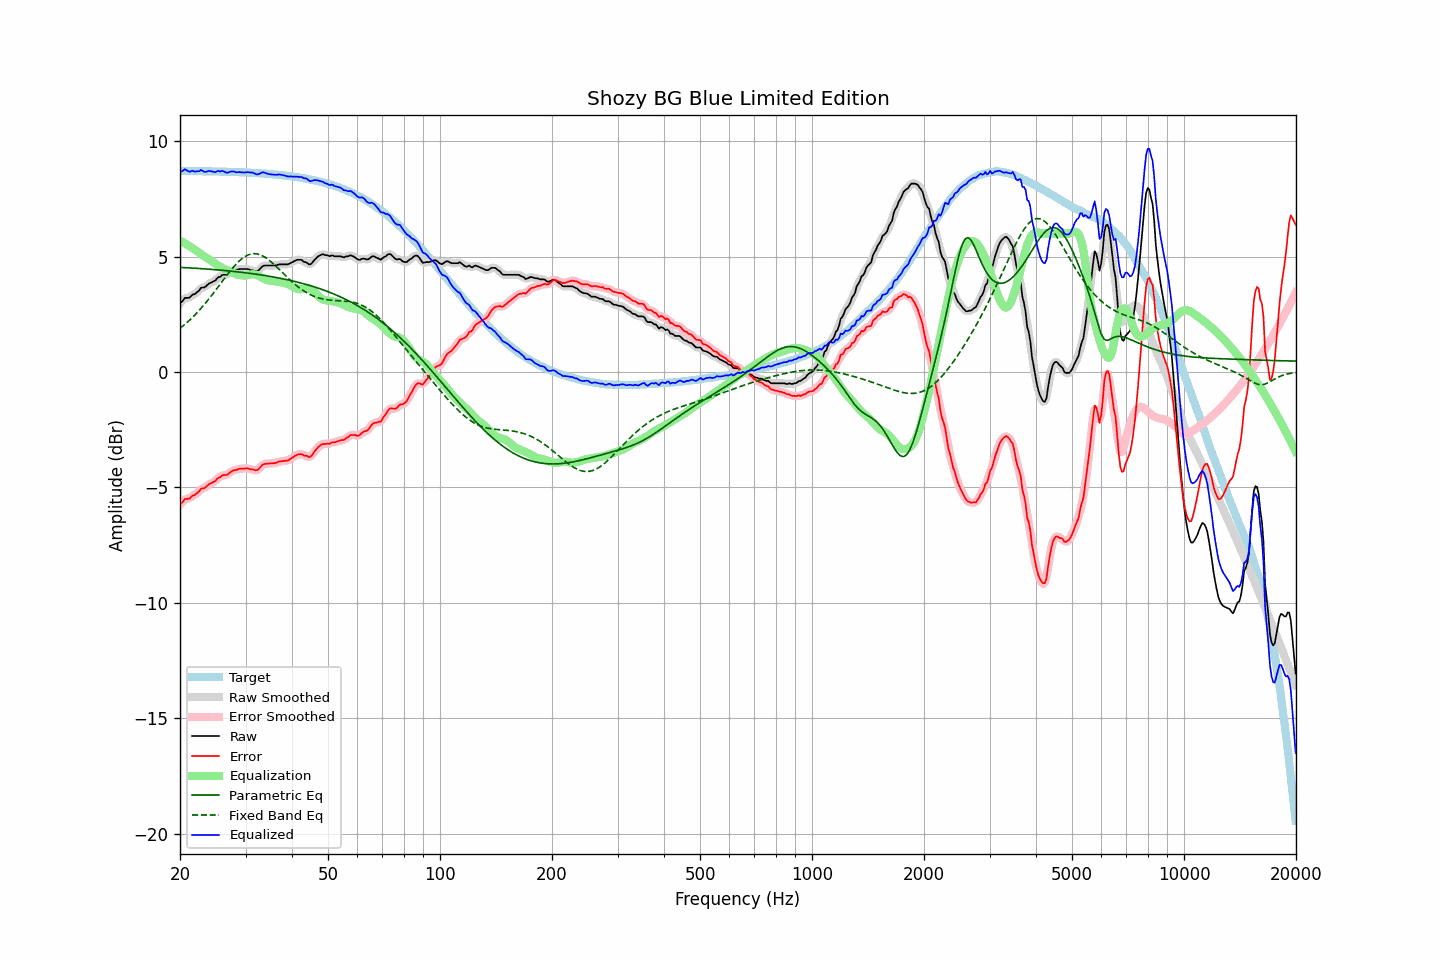 Shozy BG Blue Limited Edition
Amplitude (dBr)
10
5
0
−5
−10
−15
−20
Target
Raw Smoothed
Error Smoothed
Raw
Error
Equalization
Parametric Eq
Fixed Band Eq
Equalized
20 50 100 200 500 1000 2000 5000 10000 20000
Frequency (Hz)